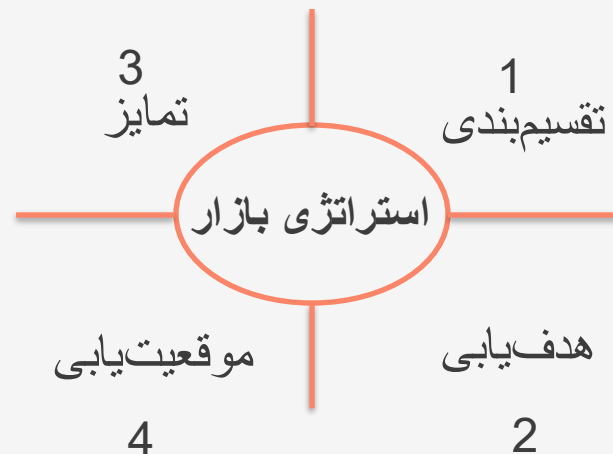 1
تقسیم‌بندی
3
تمایز
استراتژی بازار
هدف‌یابی
2
موقعیت‌یابی
4